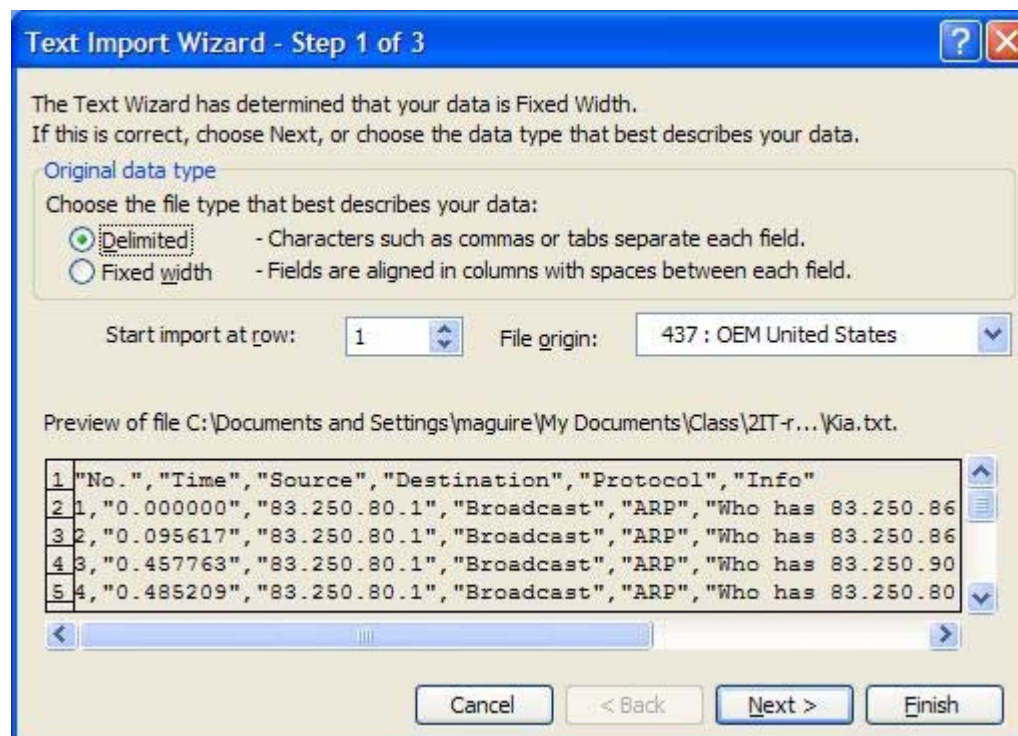 Text Import Wizard - Step 1 of 3
The Text Wizard has determined that your data is Fixed Width.
If this is correct, choose Next, or choose the data type that best describes your data.
Original data type
Choose the file type that best describes your data:
Delimited - Characters such as commas or tabs separate each field.
Fixed width - Fields are aligned in columns with spaces between each field.
Start import at row: 1 File origin: 437 : OEM United States
Preview of file C:\Documents and Settings\maguire\My Documents\Class\2IT-r...\Kia.txt.
1 "No.","Time","Source","Destination","Protocol","Info"
2 1,"0.000000","83.250.80.1","Broadcast","ARP","Who has 83.250.86
3 2,"0.095617","83.250.80.1","Broadcast","ARP","Who has 83.250.86
4 3,"0.457763","83.250.80.1","Broadcast","ARP","Who has 83.250.90
5 4,"0.485209","83.250.80.1","Broadcast","ARP","Who has 83.250.80
Cancel < Back Next > Finish